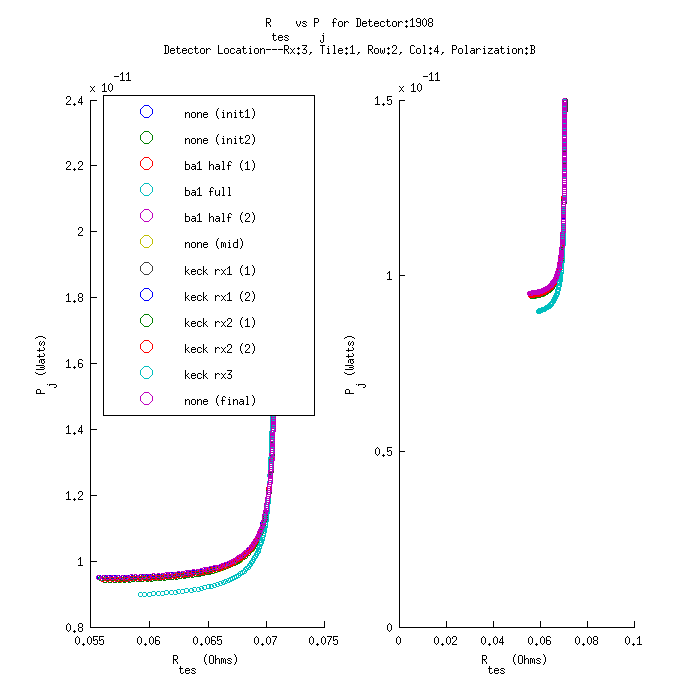 R tes vs P j for Detector:1908
Detector Location---Rx:3, Tile:1, Row:2, Col:4, Polarization:B
x 10^-11
2.4
2.2
2
1.8
1.6
1.4
1.2
1
0.8
P j (Watts)
none (init1)
none (init2)
ba1 half (1)
ba1 full
ba1 half (2)
none (mid)
keck rx1 (1)
keck rx1 (2)
keck rx2 (1)
keck rx2 (2)
keck rx3
none (final)
0.055 0.06 0.065 0.07 0.075
R tes (Ohms)
x 10^-11
1.5
1
0.5
0
P j (Watts)
0 0.02 0.04 0.06 0.08 0.1
R tes (Ohms)